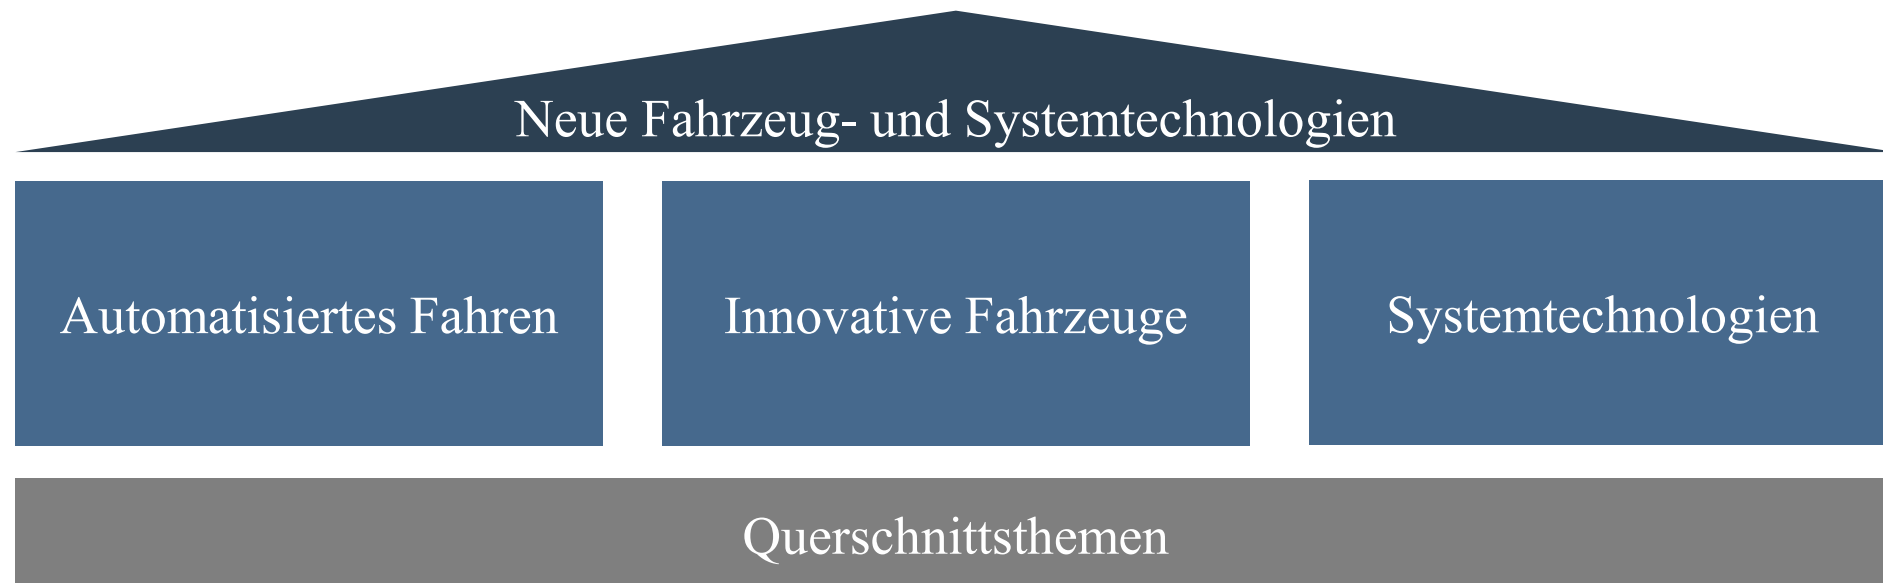 Neue Fahrzeug- und Systemtechnologien
Automatisiertes Fahren
Innovative Fahrzeuge
Systemtechnologien
Querschnittsthemen